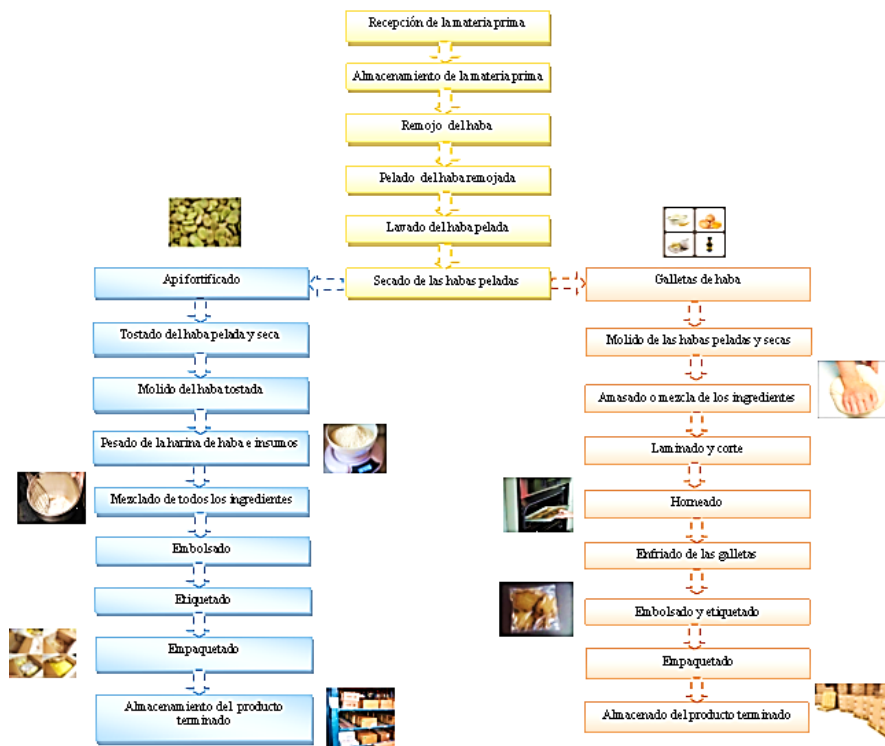 Recepción de la materia prima
Almacenamiento de la materia prima
Remojo del haba
Pelado del haba remojada
Lavado del haba pelada
Secado de las habas peladas
Api fortificado
Tostado del haba pelada y seca
Molido del haba tostada
Pesado de la harina de haba e insumos
Mezclado de todos los ingredientes
Embolsado
Etiquetado
Empaquetado
Almacenamiento del producto
terminado
Galletas de haba
Molido de las habas peladas y secas
Amasado o mezcla de los ingredientes
Laminado y corte
Horneado
Enfriado de las galletas
Embolsado y etiquetado
Empaquetado
Almacenado del producto terminado